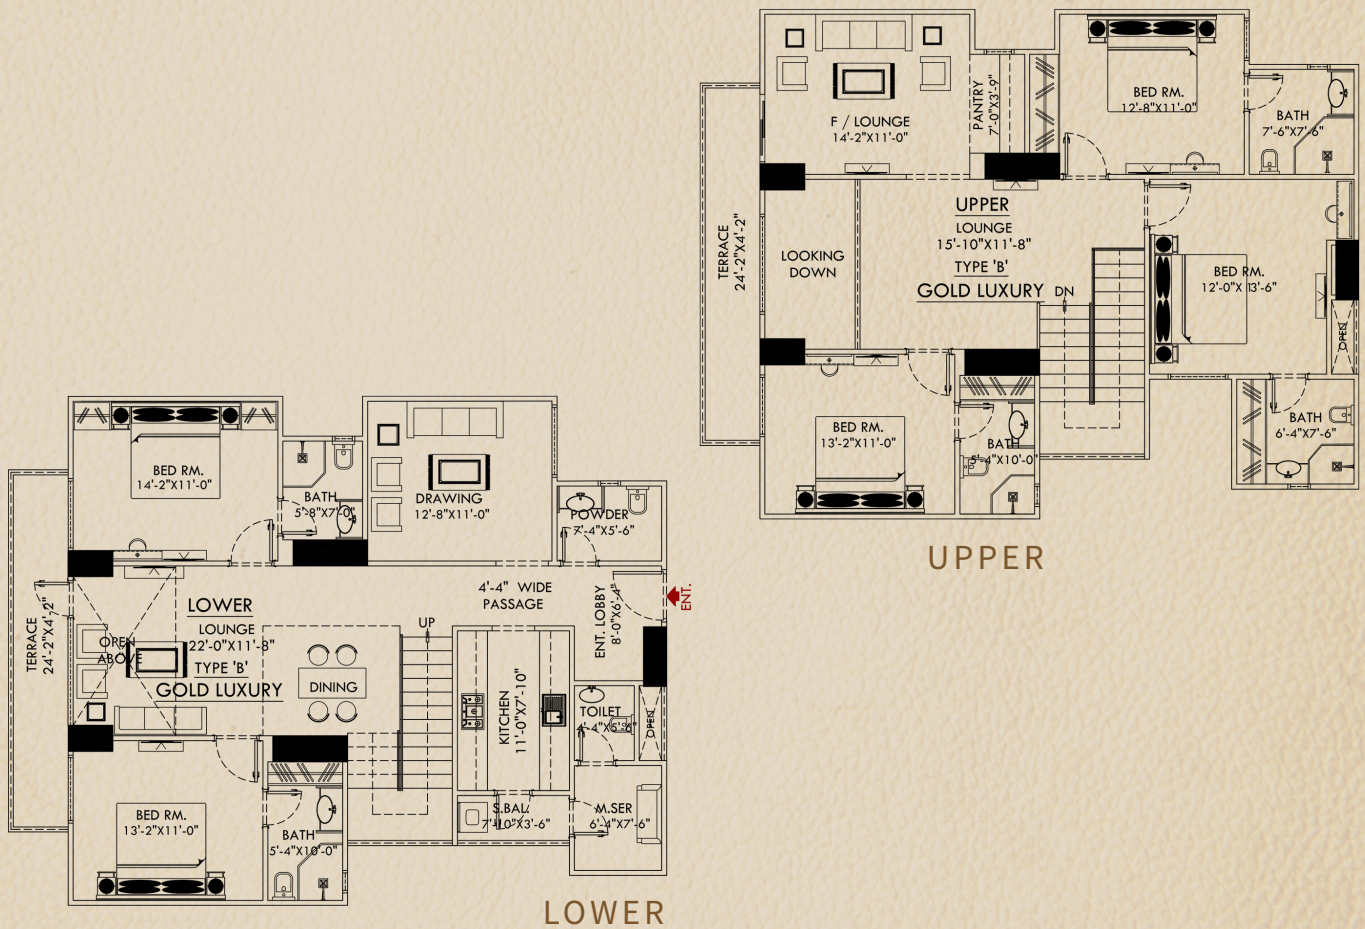 F / LOUNGE
14'-2"X11'-0"
PANTRY
7'-0"X3'-9"
BED RM.
12'-8"X11'-0"
BATH
7'-6"X7'-6"
TERRACE
24'-2"X4'-2"
LOOKING
DOWN
UPPER
LOUNGE
15'-10"X11'-8"
TYPE 'B'
GOLD LUXURY
DN
BED RM.
12'-0"X 13'-6"
OPEN
BED RM.
13'-2"X11'-0"
BATH
5'-4"X10'-0"
BATH
6'-4"X7'-6"
UPPER
BED RM.
14'-2"X11'-0"
BATH
5'-8"X7'-0"
DRAWING
12'-8"X11'-0"
POWDER
7'-4"X5'-6"
TERRACE
24'-2"X4'-2"
OPEN
ABOVE
LOWER
LOUNGE
22'-0"X11'-8"
TYPE 'B'
GOLD LUXURY
DINING
UP
4'-4" WIDE
PASSAGE
ENT. LOBBY
8'-0"X6'-4"
ENT.
KITCHEN
11'-0"X7'-10"
TOILET
4'-4"X5'-6"
OPEN
BED RM.
13'-2"X11'-0"
BATH
5'-4"X10'-0"
S.BAL.
7'-10"X3'-6"
M.SER
6'-4"X7'-6"
LOWER